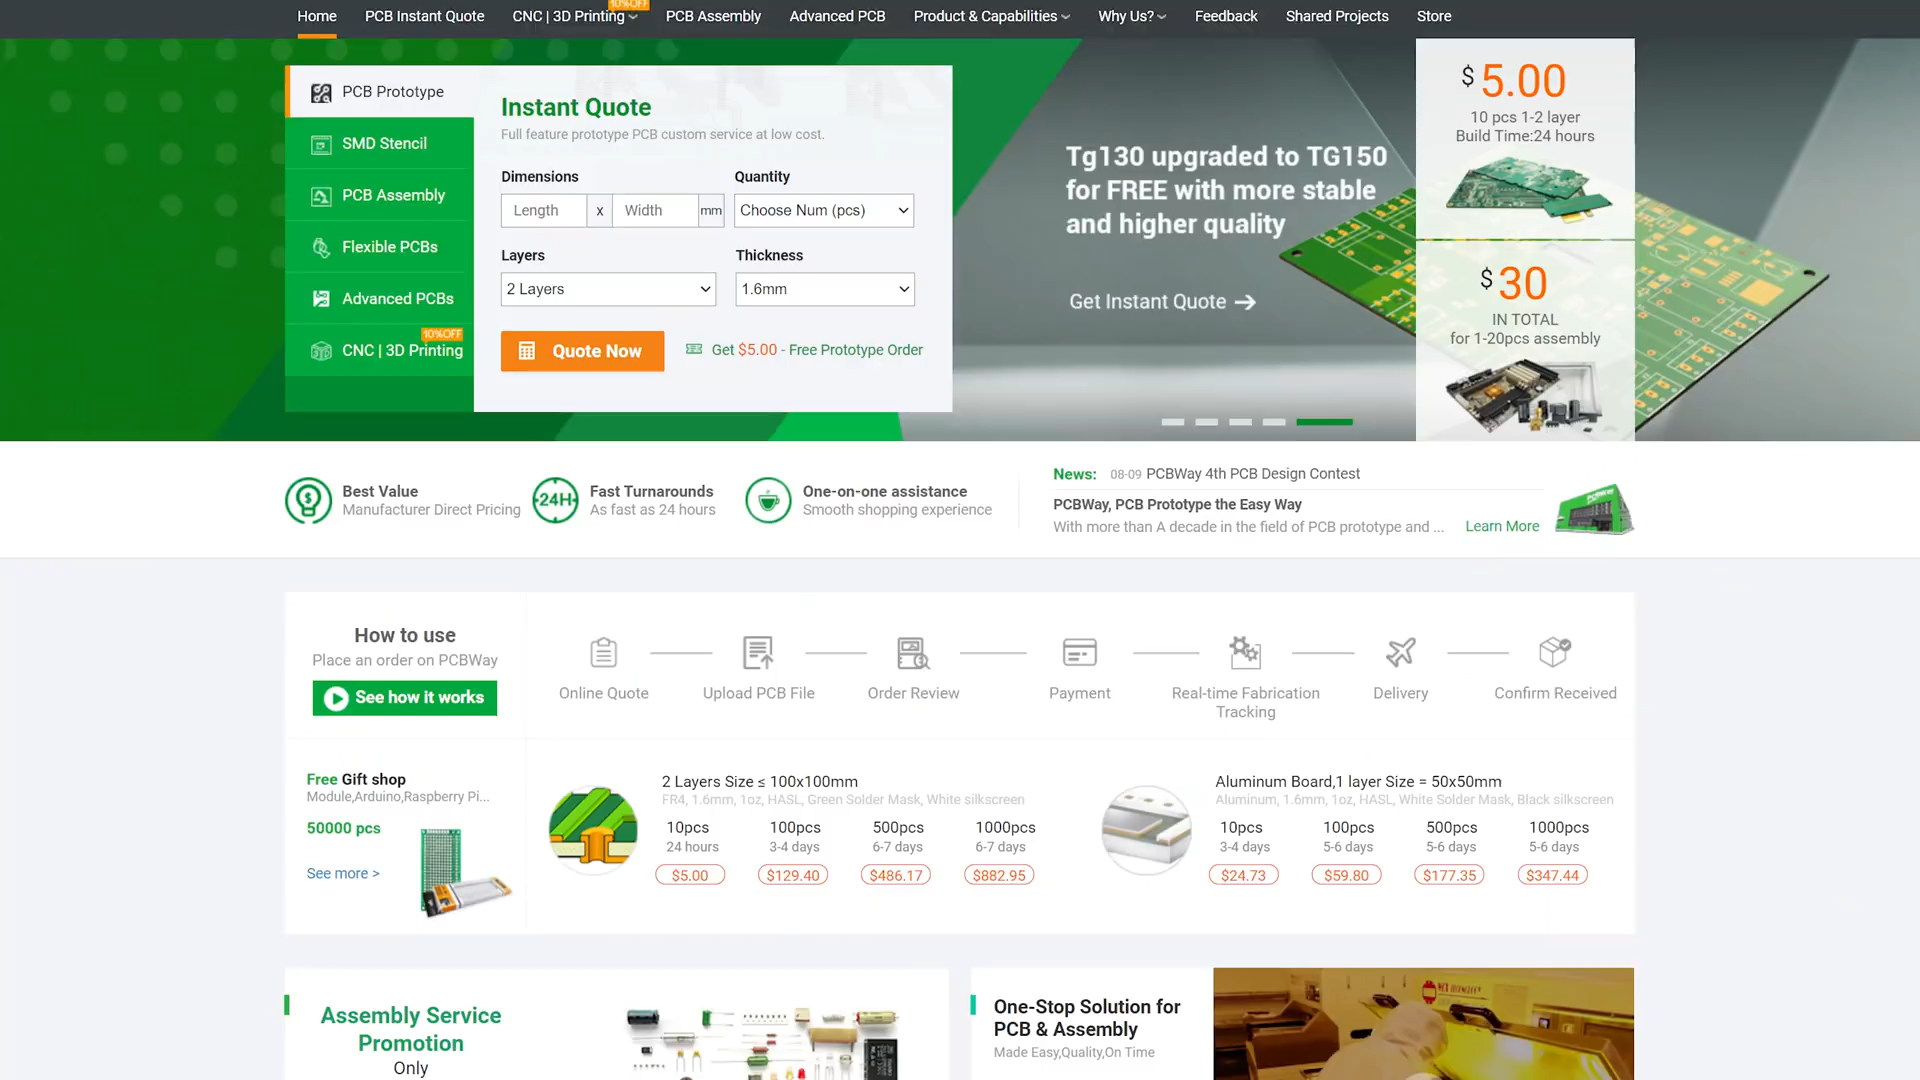 Home
PCB Instant Quote
CNC | 3D Printing
10%OFF
PCB Assembly
Advanced PCB
Product & Capabilities
Why Us?
Feedback
Shared Projects
Store
PCB Prototype
SMD Stencil
PCB Assembly
Flexible PCBs
Advanced PCBs
10%OFF
CNC | 3D Printing
Instant Quote
Full feature prototype PCB custom service at low cost.
Dimensions
Quantity
Length x Width mm
Choose Num (pcs)
Layers
Thickness
2 Layers
1.6mm
Quote Now
Get $5.00 - Free Prototype Order
Tg130 upgraded to TG150
for FREE with more stable
and higher quality
Get Instant Quote →
$ 5.00
10 pcs 1-2 layer
Build Time:24 hours
$ 30
IN TOTAL
for 1-20pcs assembly
Best Value
Manufacturer Direct Pricing
24H
Fast Turnarounds
As fast as 24 hours
One-on-one assistance
Smooth shopping experience
News: 08-09 PCBWay 4th PCB Design Contest
PCBWay, PCB Prototype the Easy Way
With more than A decade in the field of PCB prototype and ...
Learn More
How to use
Place an order on PCBWay
See how it works
Online Quote
Upload PCB File
Order Review
Payment
Real-time Fabrication
Tracking
Delivery
Confirm Received
Free Gift shop
Module,Arduino,Raspberry Pi...
50000 pcs
See more >
2 Layers Size ≤ 100x100mm
FR4, 1.6mm, 1oz, HASL, Green Solder Mask, White silkscreen
10pcs 100pcs 500pcs 1000pcs
24 hours 3-4 days 6-7 days 6-7 days
$5.00 $129.40 $486.17 $882.95
Aluminum Board,1 layer Size = 50x50mm
Aluminum, 1.6mm, 1oz, HASL, White Solder Mask, Black silkscreen
10pcs 100pcs 500pcs 1000pcs
3-4 days 5-6 days 5-6 days 5-6 days
$24.73 $59.80 $177.35 $347.44
Assembly Service
Promotion
Only
One-Stop Solution for
PCB & Assembly
Made Easy,Quality,On Time